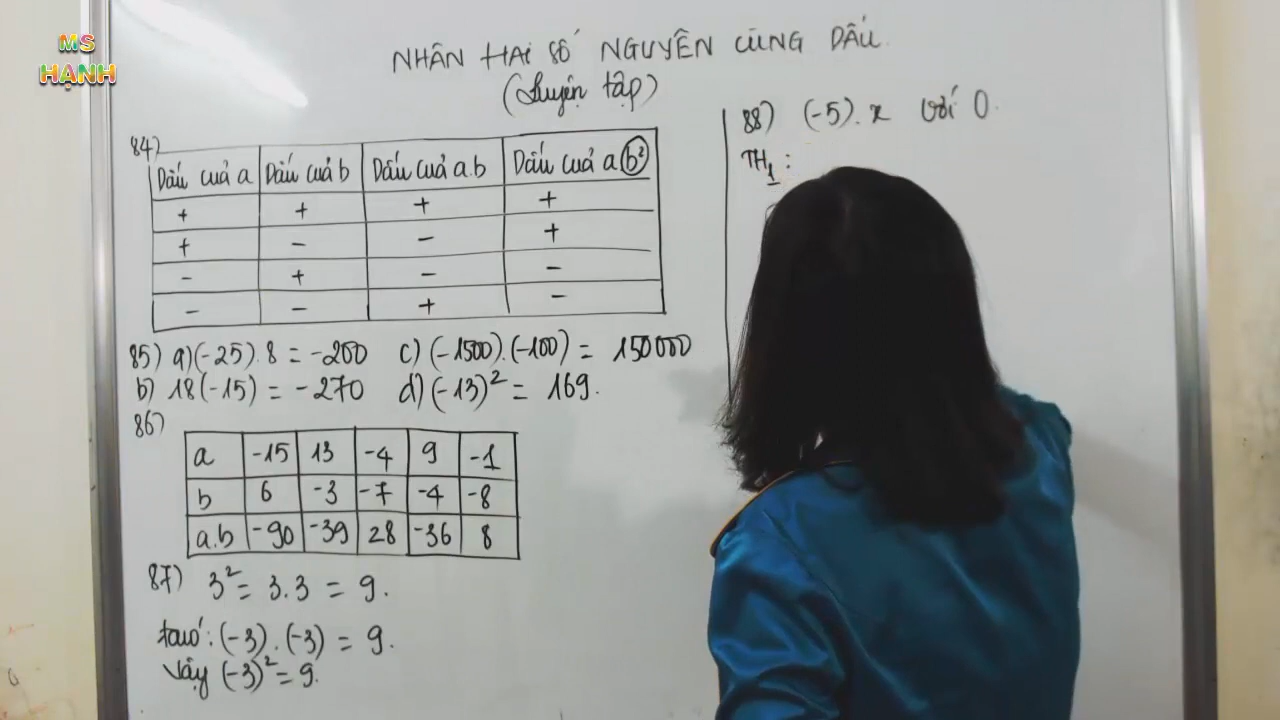 MS
HẠNH
NHÂN HAI SỐ NGUYÊN CÙNG DẤU.
(Luyện tập)
84)
Dấu của a Dấu của b Dấu của a.b Dấu của a b²
+ + + +
+ - - +
- + - -
- - + -
85) a) (-25).8 = -200 c) (-1500).(-100) = 150000
b) 18(-15) = -270 d) (-13)² = 169.
86)
a -15 13 -4 9 -1
b 6 -3 -7 -4 -8
a.b -90 -39 28 -36 8
87) 3² = 3.3 = 9.
ta có: (-3).(-3) = 9.
Vậy (-3)² = 9.
88) (-5).x với 0.
TH1: